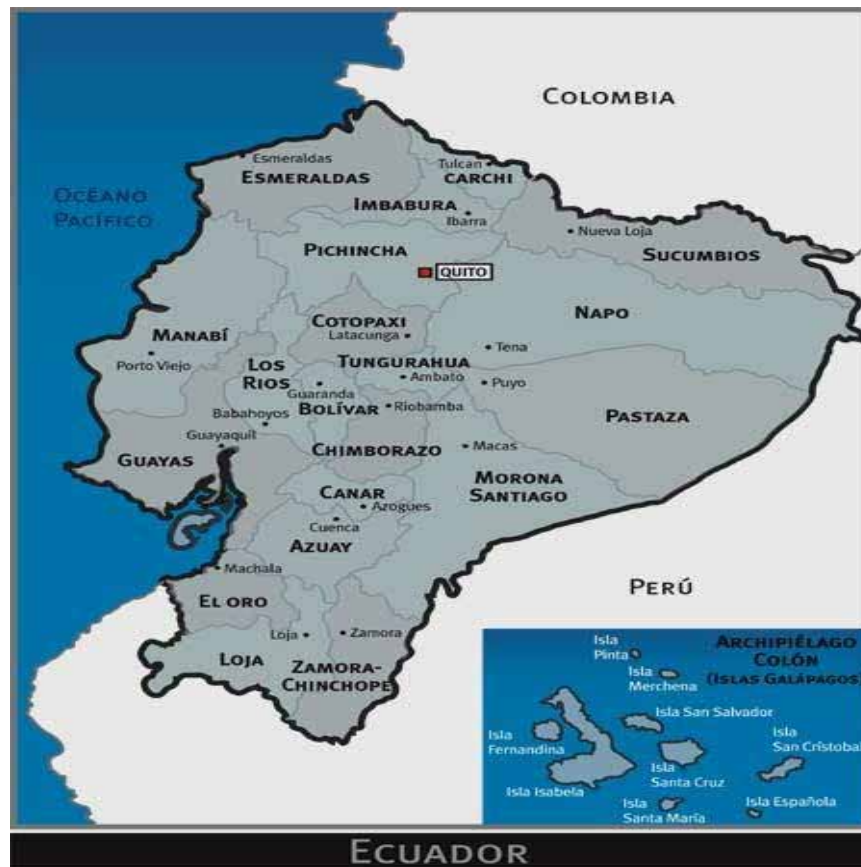 COLOMBIA
Esmeraldas
ESMERALDAS
Tulcan
CARCHI
OCÉANO
PACÍFICO
IMBABURA
Ibarra
Nueva Loja
SUCUMBIOS
PICHINCHA
QUITO
NAPO
COTOPAXI
Latacunga
MANABÍ
Porto Viejo
Tena
TUNGURAHUA
LOS
RIOS
Ambato
Puyo
Guaranda
BOLÍVAR
Riobamba
PASTAZA
Babahoyos
Guayaquil
Macas
GUAYAS
CHIMBORAZO
MORONA
SANTIAGO
CANAR
Azogues
Cuenca
AZUAY
Machala
PERÚ
EL ORO
Loja
Zamora
LOJA
ZAMORA-
CHINCHOPE
ARCHIPIÉLAGO
COLÓN
(ISLAS GALÁPAGOS)
Isla
Pinta
Isla
Merchena
Isla San Salvador
Isla
Fernandina
Isla
San Cristobal
Isla
Santa Cruz
Isla Isabela
Isla
Santa María
Isla Española
ECUADOR